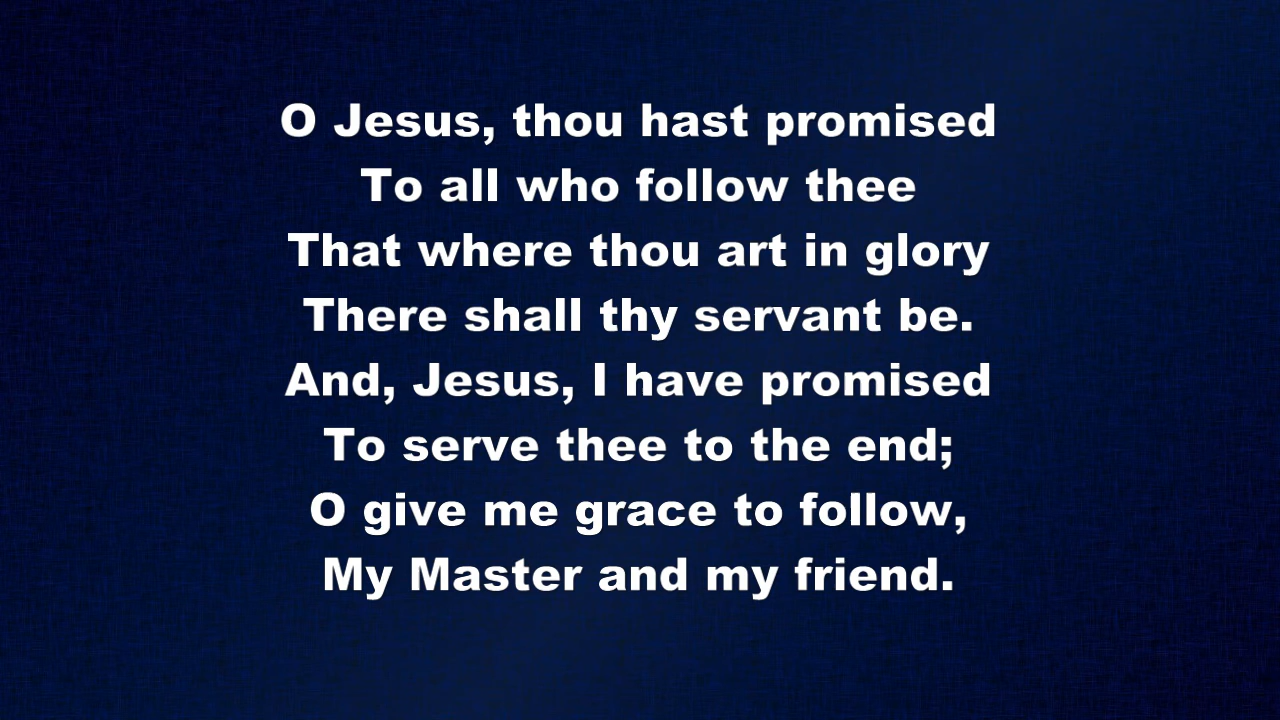 O Jesus, thou hast promised
To all who follow thee
That where thou art in glory
There shall thy servant be.
And, Jesus, I have promised
To serve thee to the end;
O give me grace to follow,
My Master and my friend.